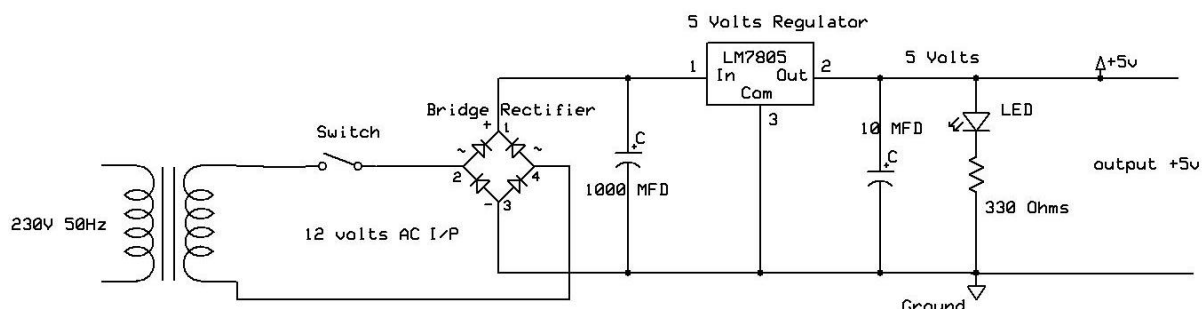 5 Volts Regulator
LM7805
1 In Out 2
Com
3
5 Volts
+5v
Bridge Rectifier
+ 1
~ ~
2 4
- 3
Switch
C
+
1000 MFD
10 MFD
C
+
LED
330 Ohms
output +5v
230V 50Hz
12 volts AC I/P
Ground